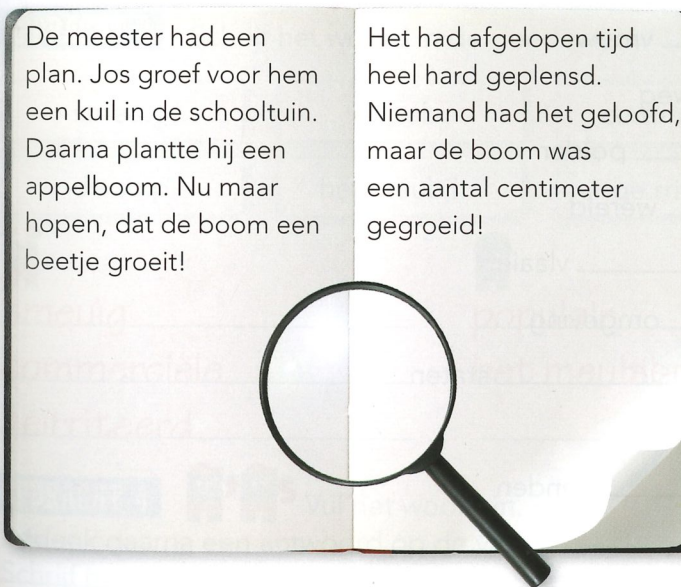 De meester had een
plan. Jos groef voor hem
een kuil in de schooltuin.
Daarna plantte hij een
appelboom. Nu maar
hopen, dat de boom een
beetje groeit!
Het had afgelopen tijd
heel hard geplensd.
Niemand had het geloofd,
maar de boom was
een aantal centimeter
gegroeid!